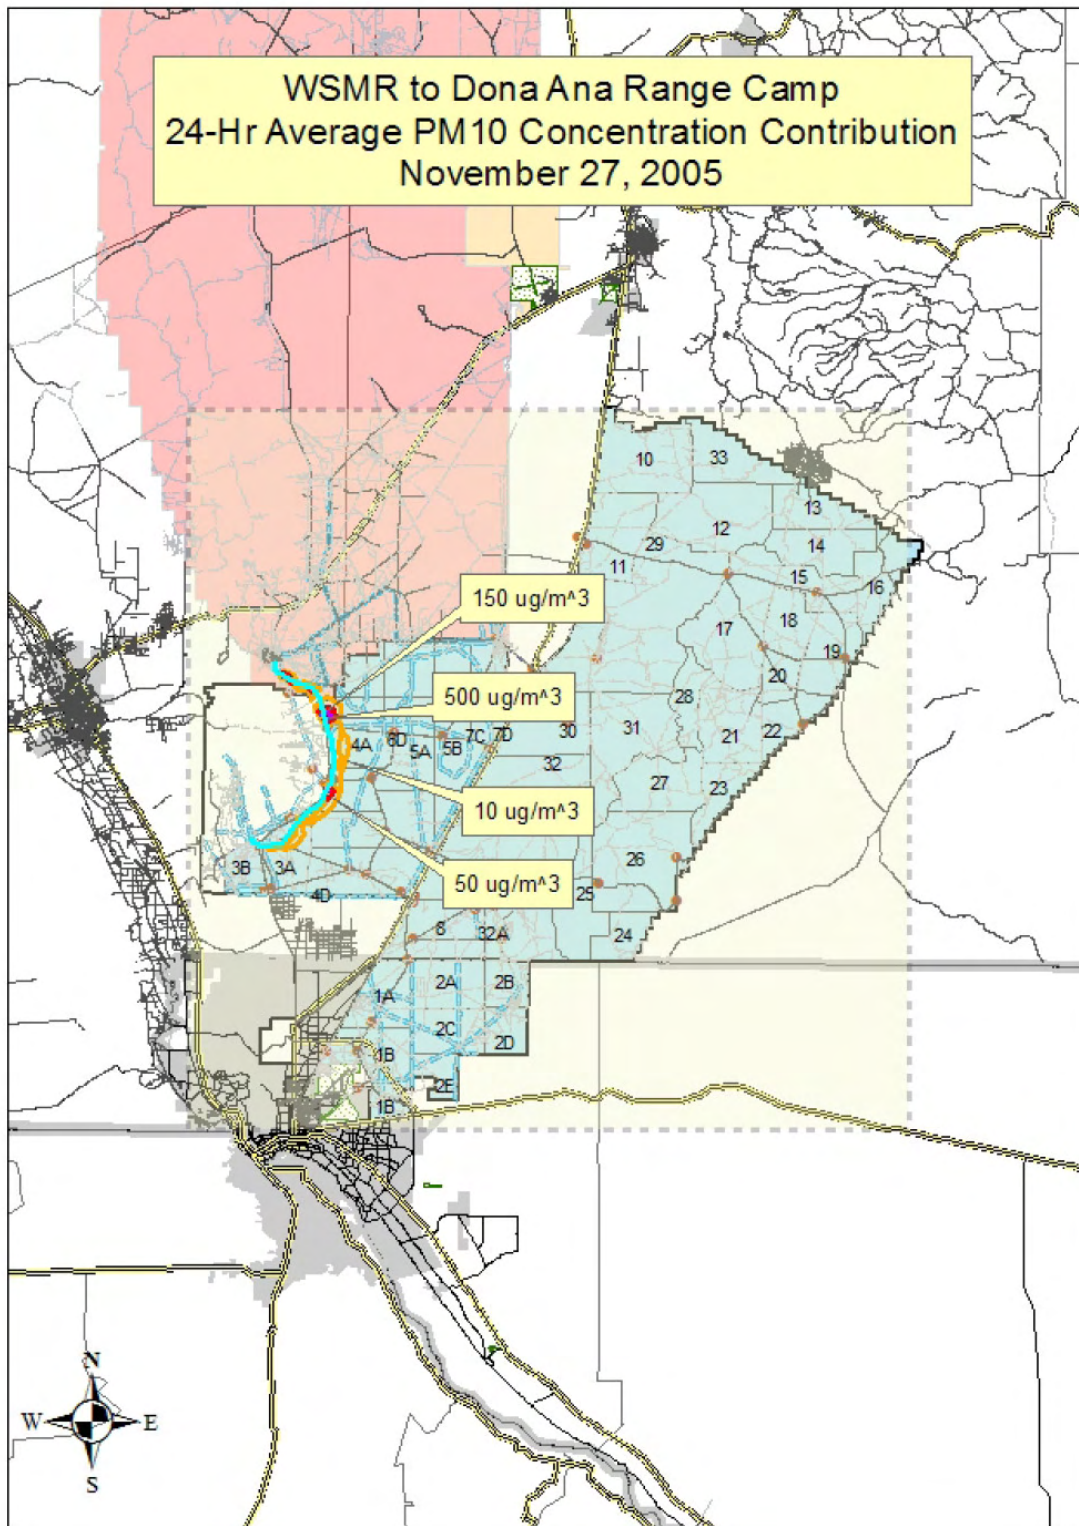 WSMR to Dona Ana Range Camp
24-Hr Average PM10 Concentration Contribution
November 27, 2005
10
33
13
12
29
14
11
15
16
150 ug/m^3
18
17
19
20
500 ug/m^3
28
30
31
21
22
4A
6D
5A
5B
7C
7D
32
27
23
10 ug/m^3
26
3B
3A
50 ug/m^3
4D
25
8
32A
24
2A
2B
1A
2C
2D
1B
2E
1B
N
W
E
S